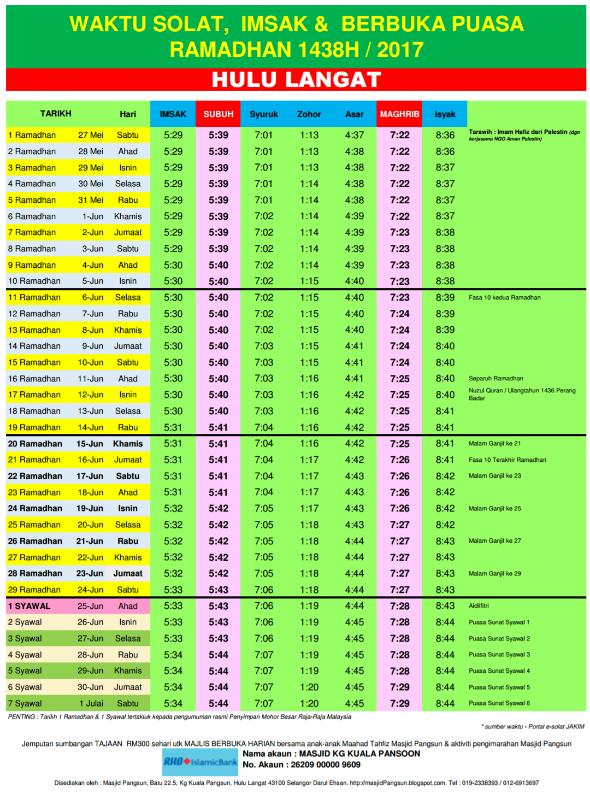 WAKTU SOLAT, IMSAK & BERBUKA PUASA
RAMADHAN 1438H / 2017
HULU LANGAT
TARIKH Hari IMSAK SUBUH Syuruk Zohor Asar MAGHRIB Isyak
1 Ramadhan 27 Mei Sabtu 5:29 5:39 7:01 1:13 4:37 7:22 8:36 Tarawih : Imam Hafiz dari Palestin (dgn
kerjasama NGO Aman Palestin)
2 Ramadhan 28 Mei Ahad 5:29 5:39 7:01 1:13 4:38 7:22 8:36
3 Ramadhan 29 Mei Isnin 5:29 5:39 7:01 1:13 4:38 7:22 8:37
4 Ramadhan 30 Mei Selasa 5:29 5:39 7:01 1:14 4:38 7:22 8:37
5 Ramadhan 31 Mei Rabu 5:29 5:39 7:01 1:14 4:38 7:22 8:37
6 Ramadhan 1-Jun Khamis 5:29 5:39 7:02 1:14 4:39 7:22 8:37
7 Ramadhan 2-Jun Jumaat 5:29 5:39 7:02 1:14 4:39 7:23 8:38
8 Ramadhan 3-Jun Sabtu 5:29 5:39 7:02 1:14 4:39 7:23 8:38
9 Ramadhan 4-Jun Ahad 5:30 5:40 7:02 1:14 4:39 7:23 8:38
10 Ramadhan 5-Jun Isnin 5:30 5:40 7:02 1:14 4:40 7:23 8:38
11 Ramadhan 6-Jun Selasa 5:30 5:40 7:02 1:15 4:40 7:23 8:39 Fasa 10 kedua Ramadhan
12 Ramadhan 7-Jun Rabu 5:30 5:40 7:02 1:15 4:40 7:24 8:39
13 Ramadhan 8-Jun Khamis 5:30 5:40 7:02 1:15 4:40 7:24 8:39
14 Ramadhan 9-Jun Jumaat 5:30 5:40 7:03 1:15 4:41 7:24 8:40
15 Ramadhan 10-Jun Sabtu 5:30 5:40 7:03 1:15 4:41 7:24 8:40
16 Ramadhan 11-Jun Ahad 5:30 5:40 7:03 1:16 4:41 7:25 8:40 Separuh Ramadhan
17 Ramadhan 12-Jun Isnin 5:30 5:40 7:03 1:16 4:42 7:25 8:40 Nuzul Quran / Ulangtahun 1436 Perang
Badar
18 Ramadhan 13-Jun Selasa 5:30 5:40 7:03 1:16 4:42 7:25 8:41
19 Ramadhan 14-Jun Rabu 5:31 5:41 7:04 1:16 4:42 7:25 8:41
20 Ramadhan 15-Jun Khamis 5:31 5:41 7:04 1:16 4:42 7:25 8:41 Malam Ganjil ke 21
21 Ramadhan 16-Jun Jumaat 5:31 5:41 7:04 1:17 4:43 7:26 8:41 Fasa 10 Terakhir Ramadhan
22 Ramadhan 17-Jun Sabtu 5:31 5:41 7:04 1:17 4:43 7:26 8:42 Malam Ganjil ke 23
23 Ramadhan 18-Jun Ahad 5:31 5:41 7:04 1:17 4:43 7:26 8:42
24 Ramadhan 19-Jun Isnin 5:32 5:42 7:05 1:17 4:43 7:26 8:42 Malam Ganjil ke 25
25 Ramadhan 20-Jun Selasa 5:32 5:42 7:05 1:18 4:43 7:27 8:42
26 Ramadhan 21-Jun Rabu 5:32 5:42 7:05 1:18 4:44 7:27 8:43 Malam Ganjil ke 27
27 Ramadhan 22-Jun Khamis 5:32 5:42 7:05 1:18 4:44 7:27 8:43
28 Ramadhan 23-Jun Jumaat 5:32 5:42 7:05 1:18 4:44 7:27 8:43 Malam Ganjil ke 29
29 Ramadhan 24-Jun Sabtu 5:33 5:43 7:06 1:18 4:44 7:27 8:43
1 SYAWAL 25-Jun Ahad 5:33 5:43 7:06 1:19 4:44 7:28 8:43 Aidilfitri
2 Syawal 26-Jun Isnin 5:33 5:43 7:06 1:19 4:45 7:28 8:44 Puasa Sunat Syawal 1
3 Syawal 27-Jun Selasa 5:33 5:43 7:06 1:19 4:45 7:28 8:44 Puasa Sunat Syawal 2
4 Syawal 28-Jun Rabu 5:34 5:44 7:07 1:19 4:45 7:28 8:44 Puasa Sunat Syawal 3
5 Syawal 29-Jun Khamis 5:34 5:44 7:07 1:19 4:45 7:28 8:44 Puasa Sunat Syawal 4
6 Syawal 30-Jun Jumaat 5:34 5:44 7:07 1:20 4:45 7:29 8:44 Puasa Sunat Syawal 5
7 Syawal 1 Julai Sabtu 5:34 5:44 7:07 1:20 4:45 7:29 8:44 Puasa Sunat Syawal 6
PENTING : Tarikh 1 Ramadhan & 1 Syawal tertakluk kepada pengumuman rasmi Penyimpan Mohor Besar Raja-Raja Malaysia
* sumber waktu - Portal e-solat JAKIM
Jemputan sumbangan TAJAAN RM300 sehari utk MAJLIS BERBUKA HARIAN bersama anak-anak Maahad Tahfiz Masjid Pangsun & aktiviti pengimarahan Masjid Pangsun
RHB IslamicBank
Nama akaun : MASJID KG KUALA PANSOON
No. Akaun : 26209 00000 9609
Disediakan oleh : Masjid Pangsun, Batu 22.5, Kg Kuala Pangsun, Hulu Langat 43100 Selangor Darul Ehsan. http://masjidPangsun.blogspot.com. Tel : 019-2338393 / 012-6913697